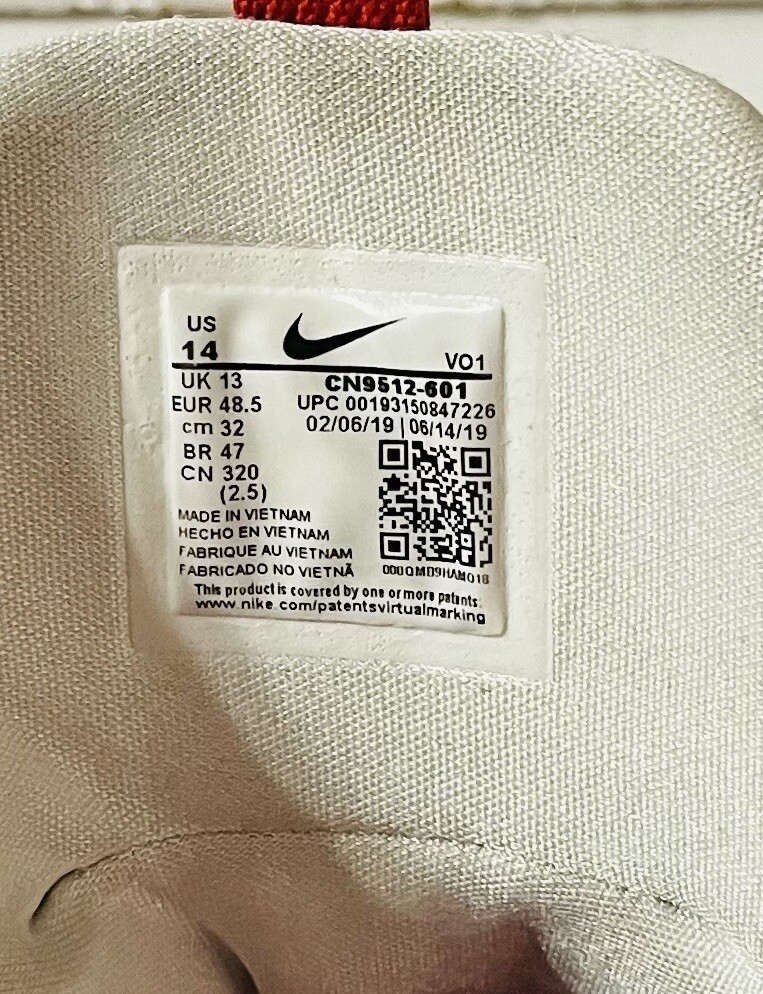 US
14
VO1
UK 13
CN9512-601
EUR 48.5
UPC 00193150847226
cm 32
02/06/19 | 06/14/19
BR 47
CN 320
(2.5)
MADE IN VIETNAM
HECHO EN VIETNAM
FABRIQUE AU VIETNAM
FABRICADO NO VIETNÃ
This product is covered by one or more patents:
www.nike.com/patentsvirtualmarking